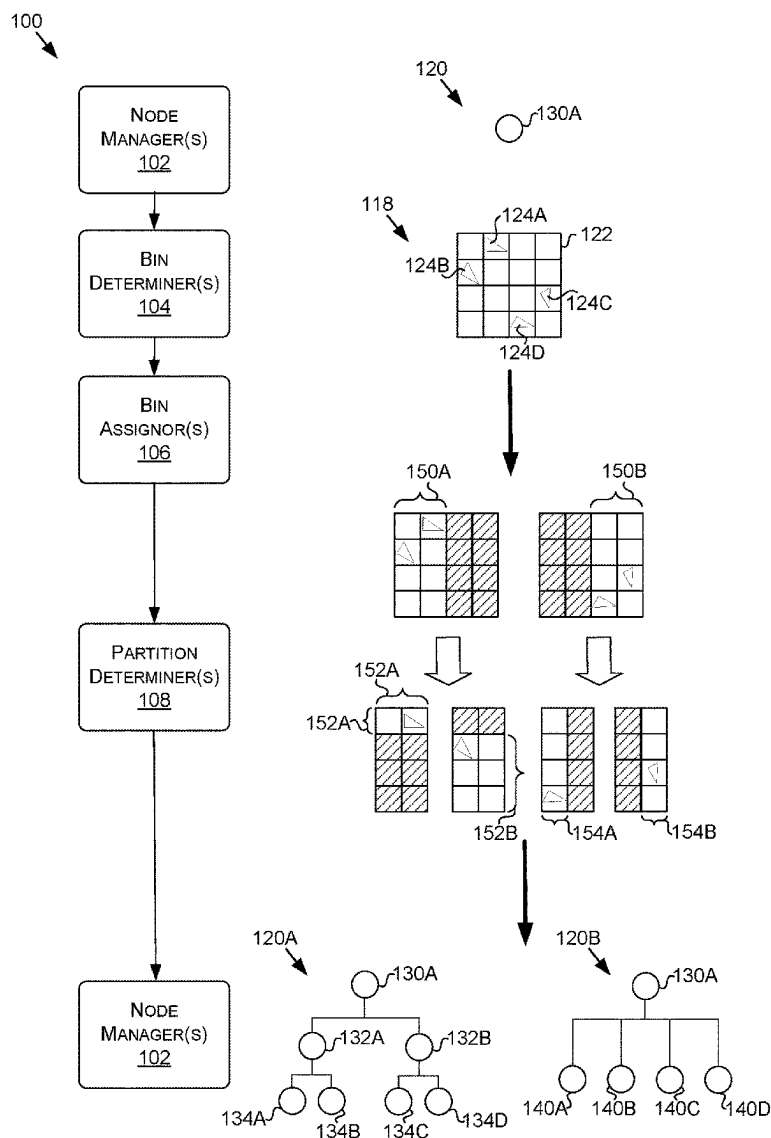 100
NODE
MANAGER(S)
102
BIN
DETERMINER(S)
104
BIN
ASSIGNOR(S)
106
PARTITION
DETERMINER(S)
108
NODE
MANAGER(S)
102
120
130A
118
124A
122
124B
124C
124D
150A
150B
152A
152A
152B
154A
154B
120A
130A
132A
132B
134A
134B
134C
134D
120B
130A
140A
140B
140C
140D